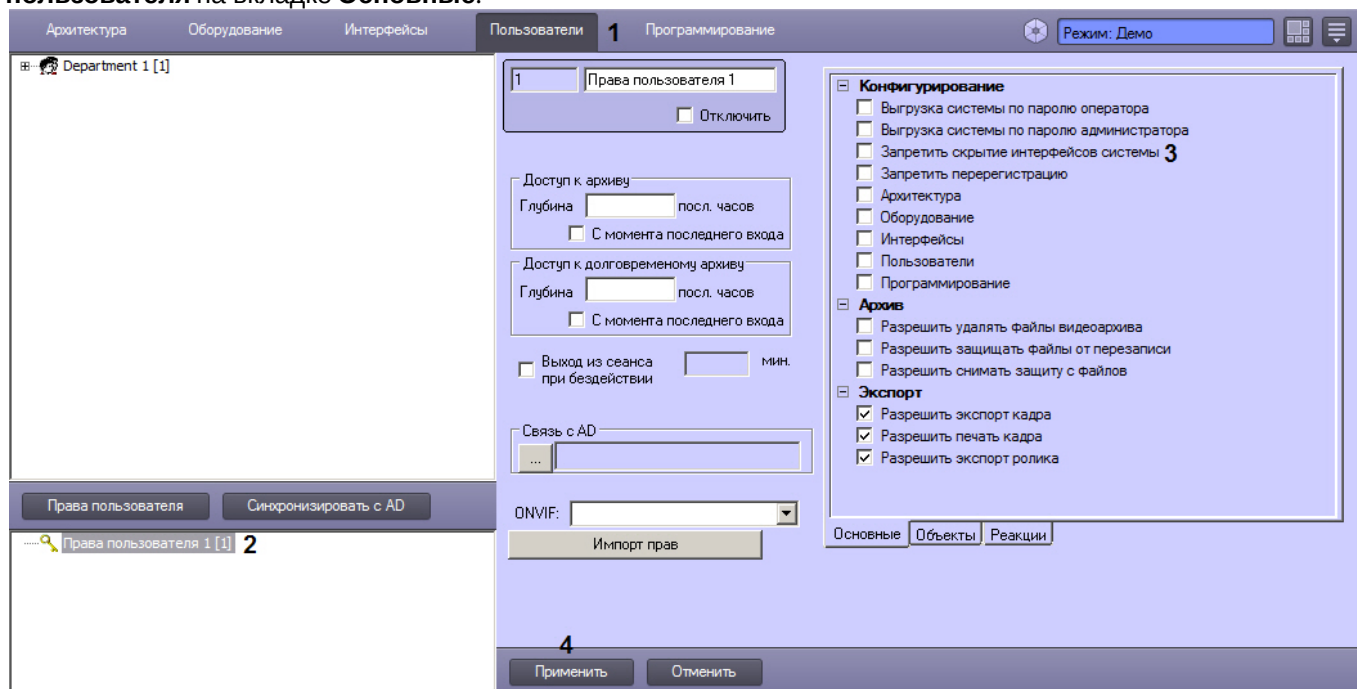 пользователя на вкладке Основные.
Архитектура Оборудование Интерфейсы Пользователи 1 Программирование Режим: Демо
Department 1 [1]
1 Права пользователя 1
Отключить
Доступ к архиву
Глубина посл. часов
С момента последнего входа
Доступ к долговременому архиву
Глубина посл. часов
С момента последнего входа
Выход из сеанса мин.
при бездействии
Связь с AD
...
ONVIF:
Импорт прав
Конфигурирование
Выгрузка системы по паролю оператора
Выгрузка системы по паролю администратора
Запретить скрытие интерфейсов системы 3
Запретить перерегистрацию
Архитектура
Оборудование
Интерфейсы
Пользователи
Программирование
Архив
Разрешить удалять файлы видеоархива
Разрешить защищать файлы от перезаписи
Разрешить снимать защиту с файлов
Экспорт
Разрешить экспорт кадра
Разрешить печать кадра
Разрешить экспорт ролика
Основные Объекты Реакции
Права пользователя Синхронизировать с AD
Права пользователя 1 [1] 2
4
Применить Отменить